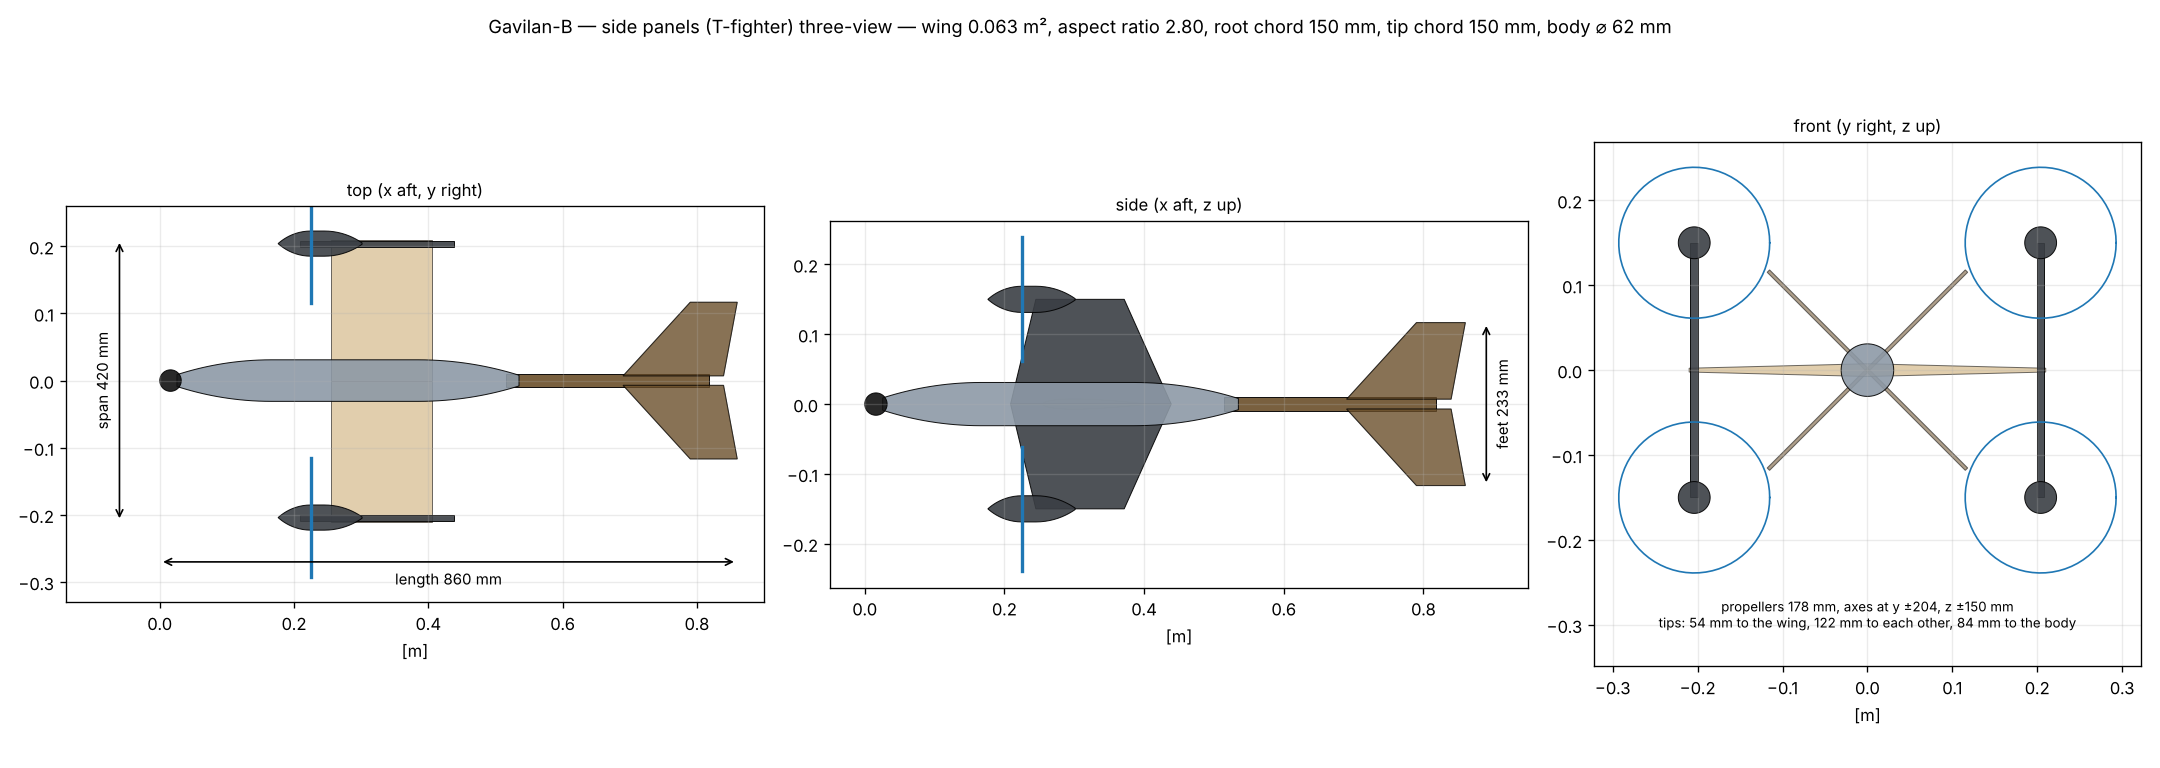 Gavilan-B — side panels (T-fighter) three-view — wing 0.063 m², aspect ratio 2.80, root chord 150 mm, tip chord 150 mm, body ⌀ 62 mm
top (x aft, y right)
0.2
0.1
0.0
−0.1
−0.2
−0.3
span 420 mm
length 860 mm
0.0 0.2 0.4 0.6 0.8
[m]
side (x aft, z up)
0.2
0.1
0.0
−0.1
−0.2
feet 233 mm
0.0 0.2 0.4 0.6 0.8
[m]
front (y right, z up)
0.2
0.1
0.0
−0.1
−0.2
−0.3
propellers 178 mm, axes at y ±204, z ±150 mm
tips: 54 mm to the wing, 122 mm to each other, 84 mm to the body
−0.3 −0.2 −0.1 0.0 0.1 0.2 0.3
[m]